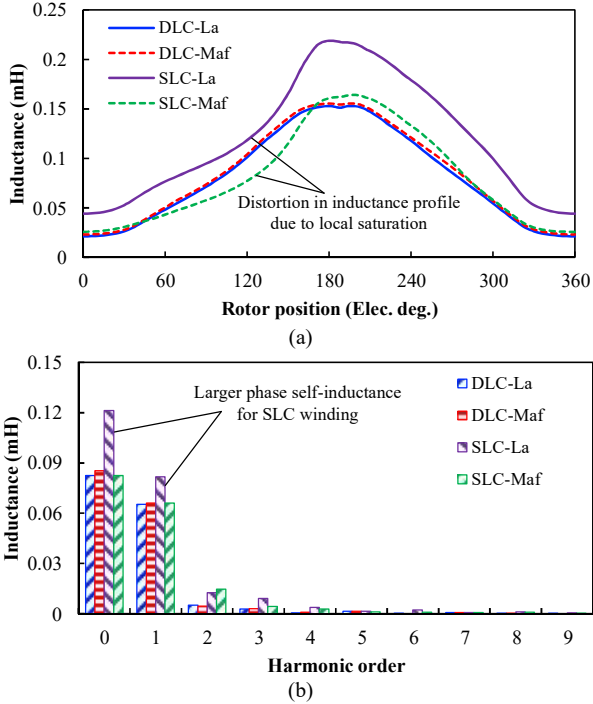 (a)
0.25
0.2
0.15
0.1
0.05
0
Inductance (mH)
DLC-La
DLC-Maf
SLC-La
SLC-Maf
Distortion in inductance profile
due to local saturation
0 60 120 180 240 300 360
Rotor position (Elec. deg.)
(a)
0.15
0.12
0.09
0.06
0.03
0
Inductance (mH)
Larger phase self-inductance
for SLC winding
DLC-La
DLC-Maf
SLC-La
SLC-Maf
0 1 2 3 4 5 6 7 8 9
Harmonic order
(b)